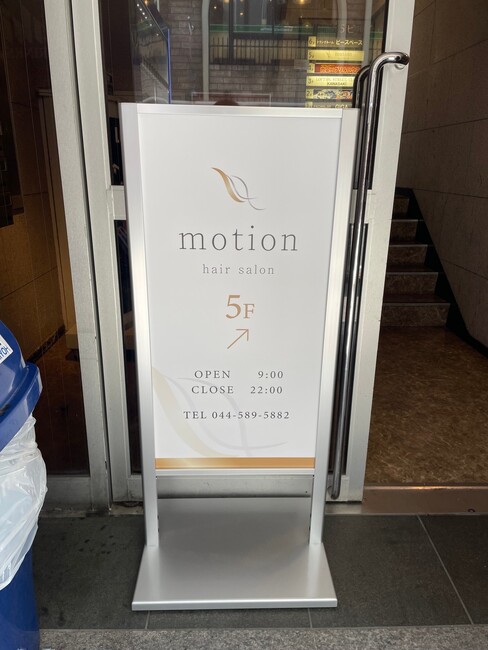 motion
hair salon
5F
OPEN 9:00
CLOSE 22:00
TEL 044-589-5882